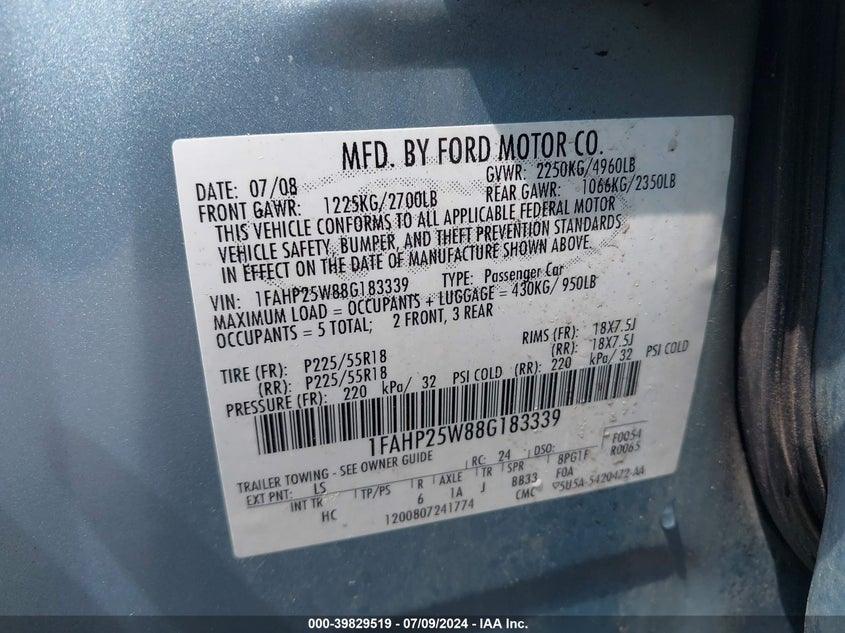 MFD. BY FORD MOTOR CO.
DATE: 07/08 GVWR: 2250KG/4960LB
FRONT GAWR: 1225KG/2700LB REAR GAWR: 1066KG/2350LB
THIS VEHICLE CONFORMS TO ALL APPLICABLE FEDERAL MOTOR
VEHICLE SAFETY, BUMPER, AND THEFT PREVENTION STANDARDS
IN EFFECT ON THE DATE OF MANUFACTURE SHOWN ABOVE.
VIN: 1FAHP25W88G183339 TYPE: Passenger Car
MAXIMUM LOAD = OCCUPANTS + LUGGAGE = 430KG/ 950LB
OCCUPANTS = 5 TOTAL; 2 FRONT, 3 REAR
TIRE (FR): P225/55R18 RIMS (FR): 18X7.5J
(RR): P225/55R18 (RR): 18X7.5J
PRESSURE (FR): 220 kPa/ 32 PSI COLD (RR): 220 kPa/ 32 PSI COLD
1FAHP25W88G183339
F0054
R0065
TRAILER TOWING - SEE OWNER GUIDE RC: 24 DSO:
EXT PNT: LS INT TR TP/PS R AXLE TR SPR 8PG1F
HC 6 1A J BB33 F0A
1200807241774 CMC 5U5A-5420472-AA
000-39829519 / 07/09/2024 - IAA Inc.